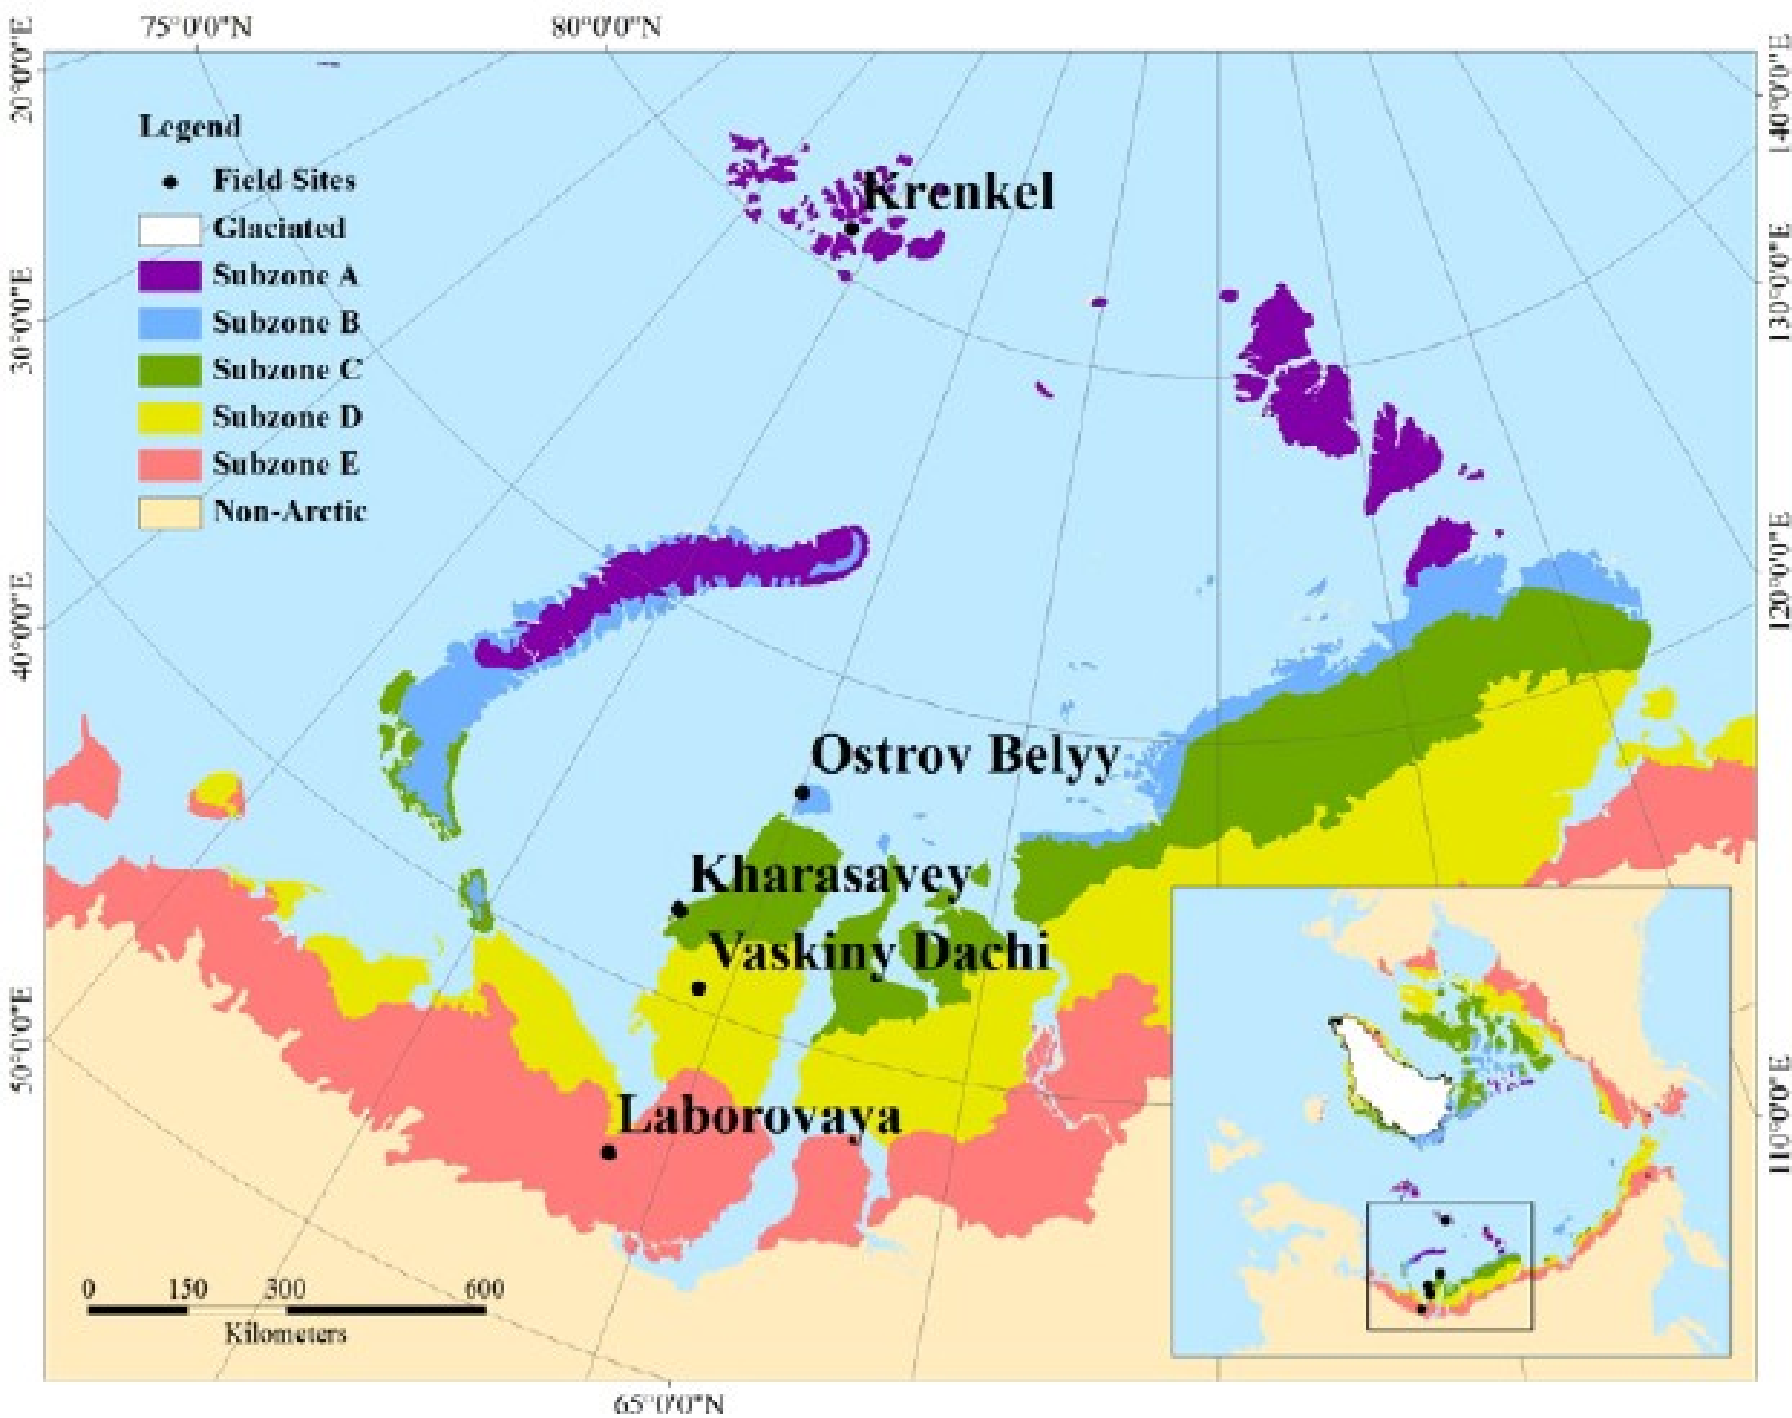 75°0'0"N
80°0'0"N
20°0'0"E
30°0'0"E
40°0'0"E
50°0'0"E
140°0'0"E
130°0'0"E
120°0'0"E
110°0'0"E
Legend
Field Sites
Glaciated
Subzone A
Subzone B
Subzone C
Subzone D
Subzone E
Non-Arctic
Krenkel
Ostrov Belyy
Kharasavey
Vaskiny Dachi
Laborovaya
0 150 300 600
Kilometers
65°0'0"N